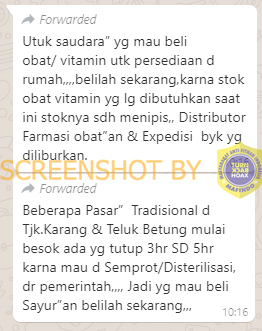 Forwarded
Utuk saudara” yg mau beli
obat/ vitamin utk persediaan d
rumah,,,,belilah sekarang,karna stok
obat vitamin yg lg dibutuhkan saat
ini stoknya sdh menipis,, Distributor
Farmasi obat”an & Expedisi byk yg
diliburkan.
SCREENSHOT BY
TURN BACK HOAX
MAFINDO
Forwarded
Beberapa Pasar” Tradisional d
Tjk.Karang & Teluk Betung mulai
besok ada yg tutup 3hr SD 5hr
karna mau d Semprot/Disterilisasi,
dr pemerintah,,,, Jadi yg mau beli
Sayur”an belilah sekarang,,,
10:16